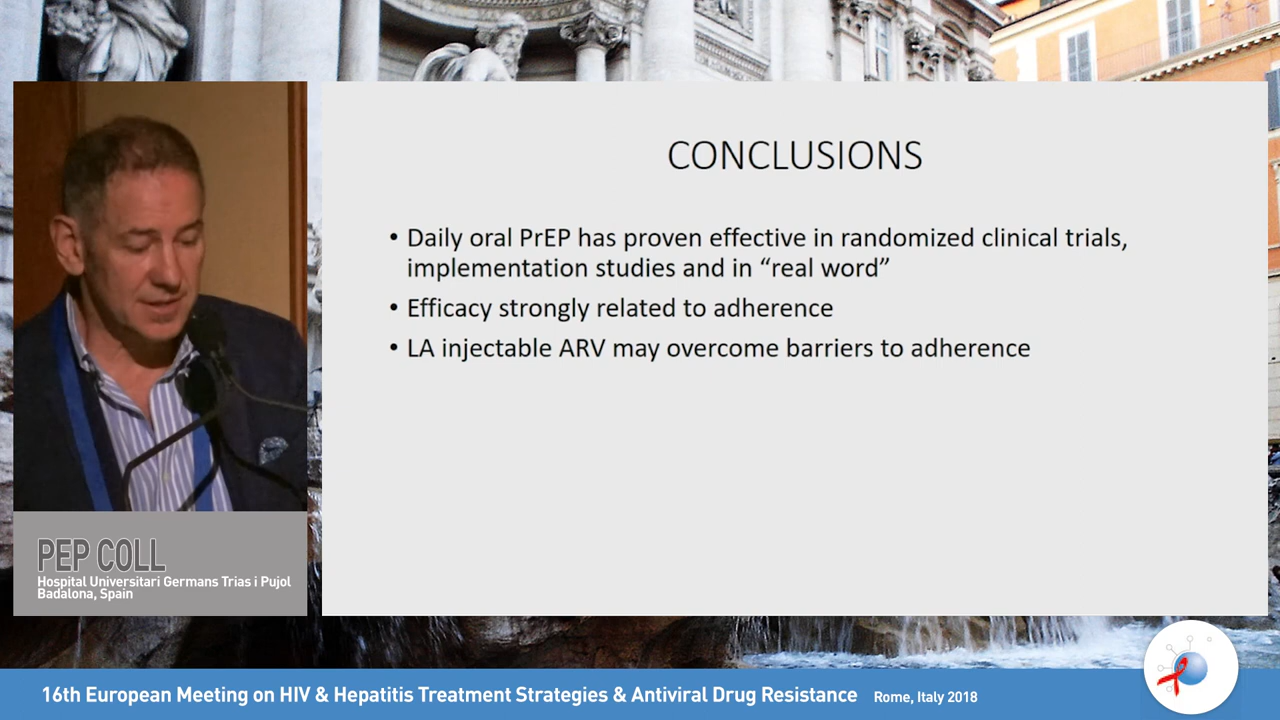 CONCLUSIONS
• Daily oral PrEP has proven effective in randomized clinical trials,
implementation studies and in “real word”
• Efficacy strongly related to adherence
• LA injectable ARV may overcome barriers to adherence
PEP COLL
Hospital Universitari Germans Trias i Pujol
Badalona, Spain
16th European Meeting on HIV & Hepatitis Treatment Strategies & Antiviral Drug Resistance Rome, Italy 2018